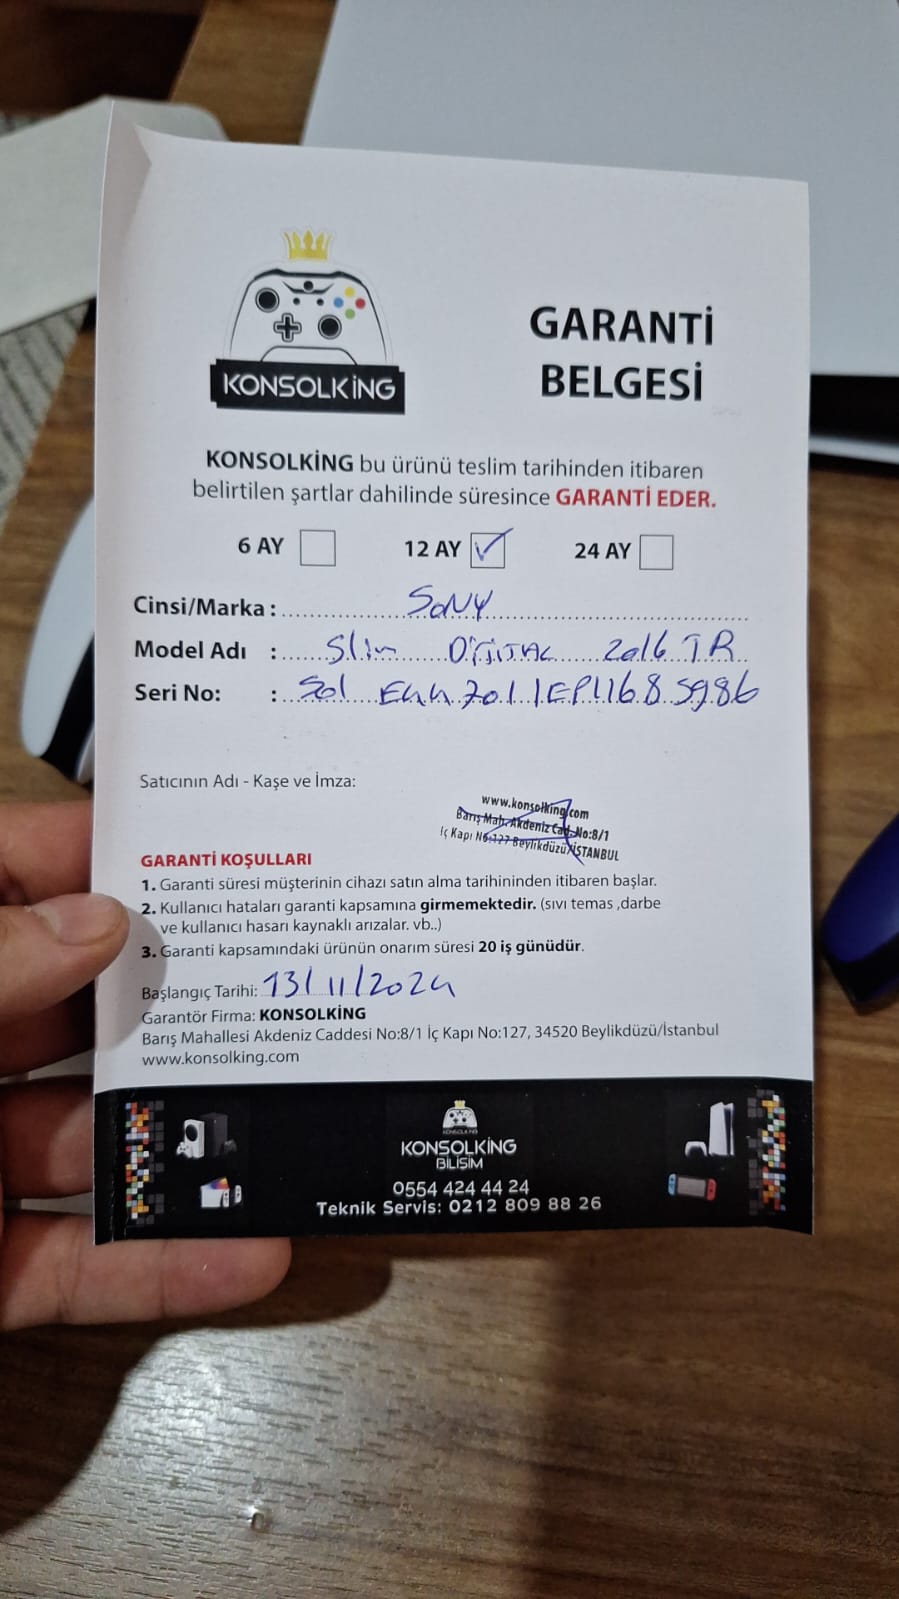 KONSOLKİNG
GARANTİ
BELGESİ
KONSOLKİNG bu ürünü teslim tarihinden itibaren
belirtilen şartlar dahilinde süresince GARANTİ EDER.
6 AY 12 AY ✓ 24 AY
Cinsi/Marka : SONY
Model Adı : Slim DİJİTAL 2016 TR
Seri No: :
Satıcının Adı - Kaşe ve İmza:
www.konsolking.com
Barış Mah. Akdeniz Cad. No:8/1
İç Kapı No:127 Beylikdüzü/İSTANBUL
GARANTİ KOŞULLARI
1. Garanti süresi müşterinin cihazı satın alma tarihininden itibaren başlar.
2. Kullanıcı hataları garanti kapsamına girmemektedir. (sıvı temas ,darbe
ve kullanıcı hasarı kaynaklı arızalar. vb..)
3. Garanti kapsamındaki ürünün onarım süresi 20 iş günüdür.
Başlangıç Tarihi: 13/11/2024
Garantör Firma: KONSOLKİNG
Barış Mahallesi Akdeniz Caddesi No:8/1 İç Kapı No:127, 34520 Beylikdüzü/İstanbul
www.konsolking.com
KONSOLKİNG
BİLİŞİM
0554 424 44 24
Teknik Servis: 0212 809 88 26